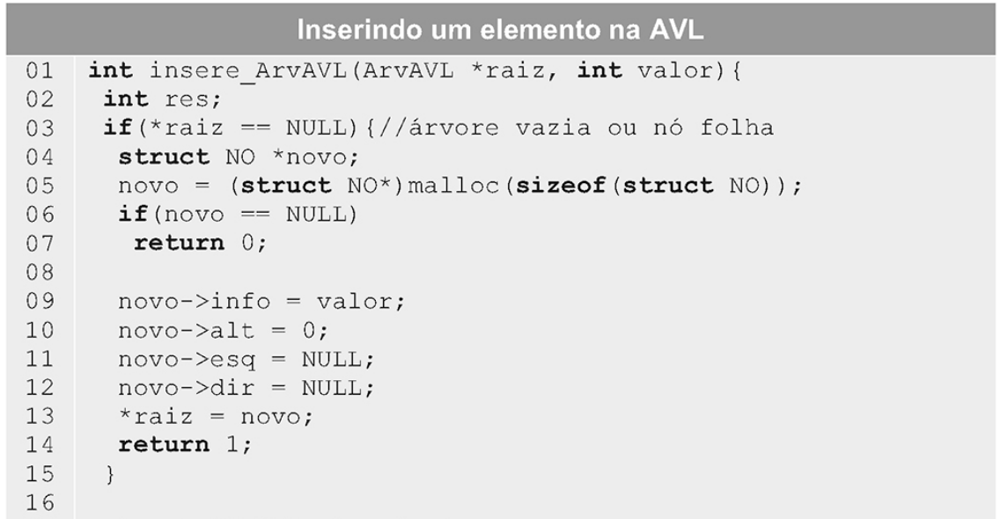 Inserindo um elemento na AVL
01 int insere_ArvAVL(ArvAVL *raiz, int valor){
02 int res;
03 if(*raiz == NULL){//árvore vazia ou nó folha
04 struct NO *novo;
05 novo = (struct NO*)malloc(sizeof(struct NO));
06 if(novo == NULL)
07 return 0;
08
09 novo->info = valor;
10 novo->alt = 0;
11 novo->esq = NULL;
12 novo->dir = NULL;
13 *raiz = novo;
14 return 1;
15 }
16